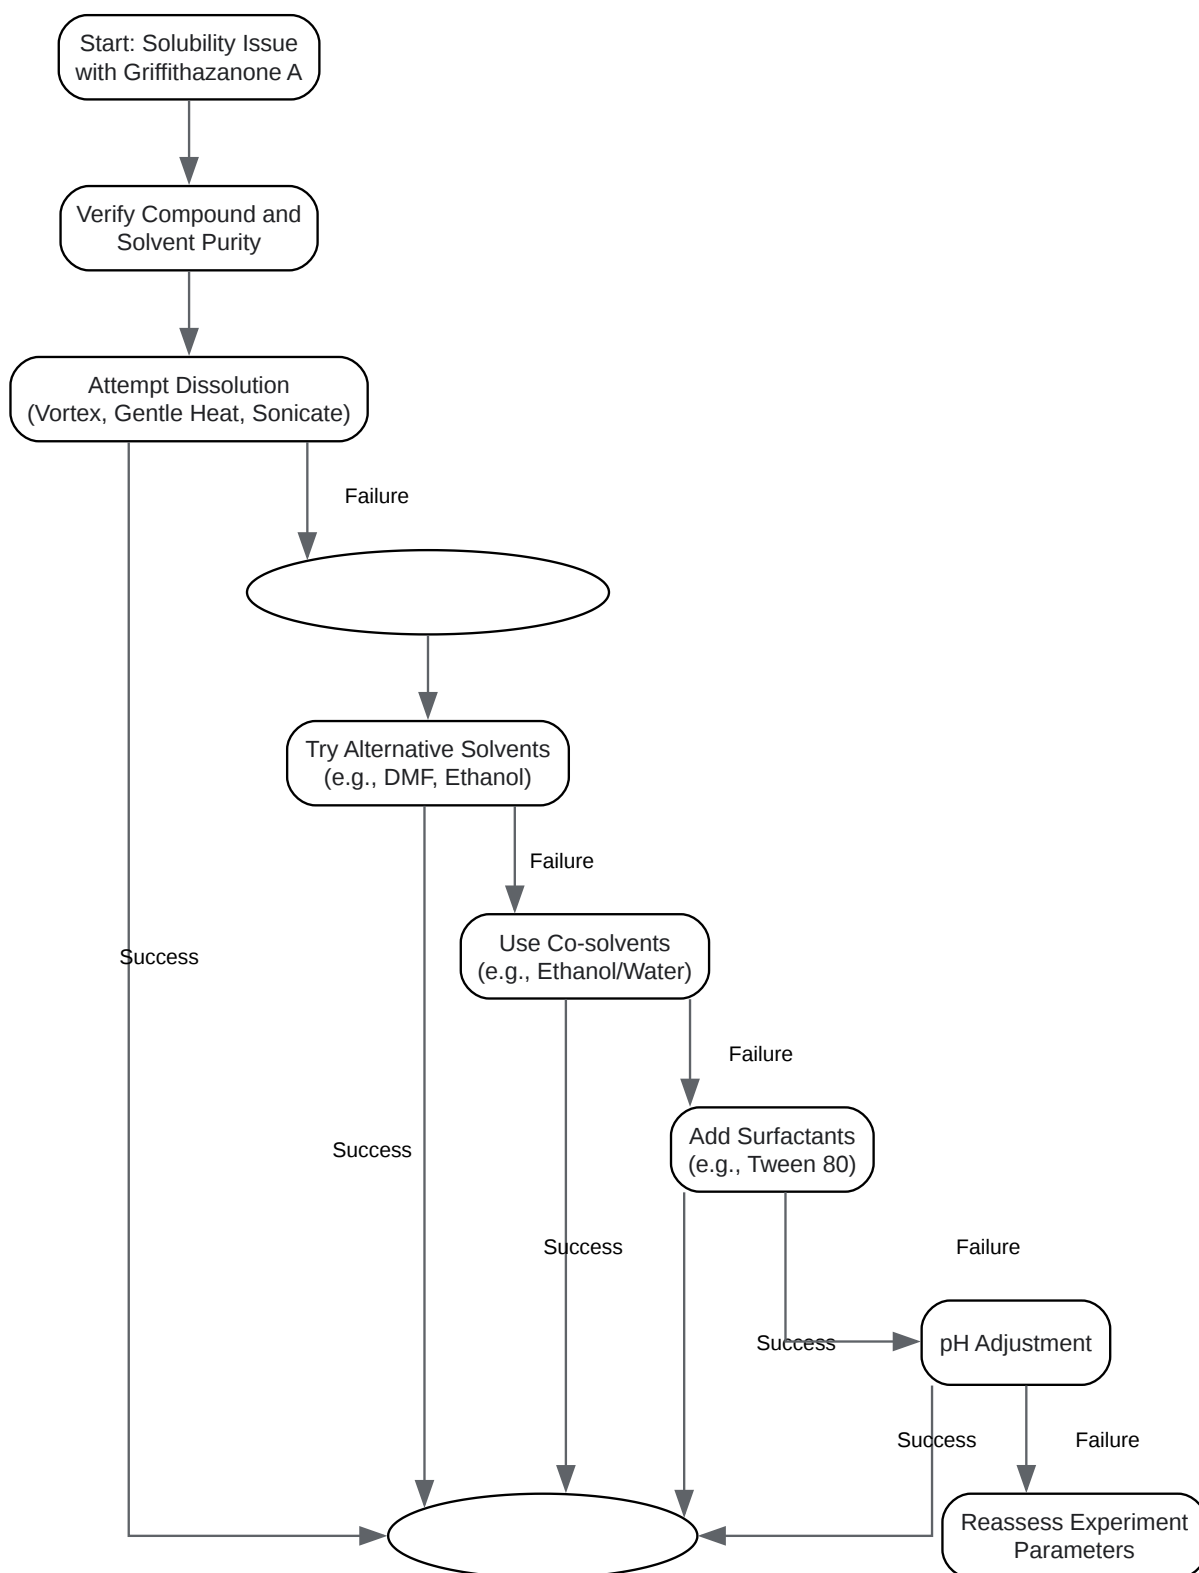 Start: Solubility Issue
with Griffithazanone A
Verify Compound and
Solvent Purity
Attempt Dissolution
(Vortex, Gentle Heat, Sonicate)
Failure
Try Alternative Solvents
(e.g., DMF, Ethanol)
Failure
Use Co-solvents
(e.g., Ethanol/Water)
Success
Failure
Add Surfactants
(e.g., Tween 80)
Success
Success
Failure
Success
pH Adjustment
Success
Failure
Reassess Experiment
Parameters